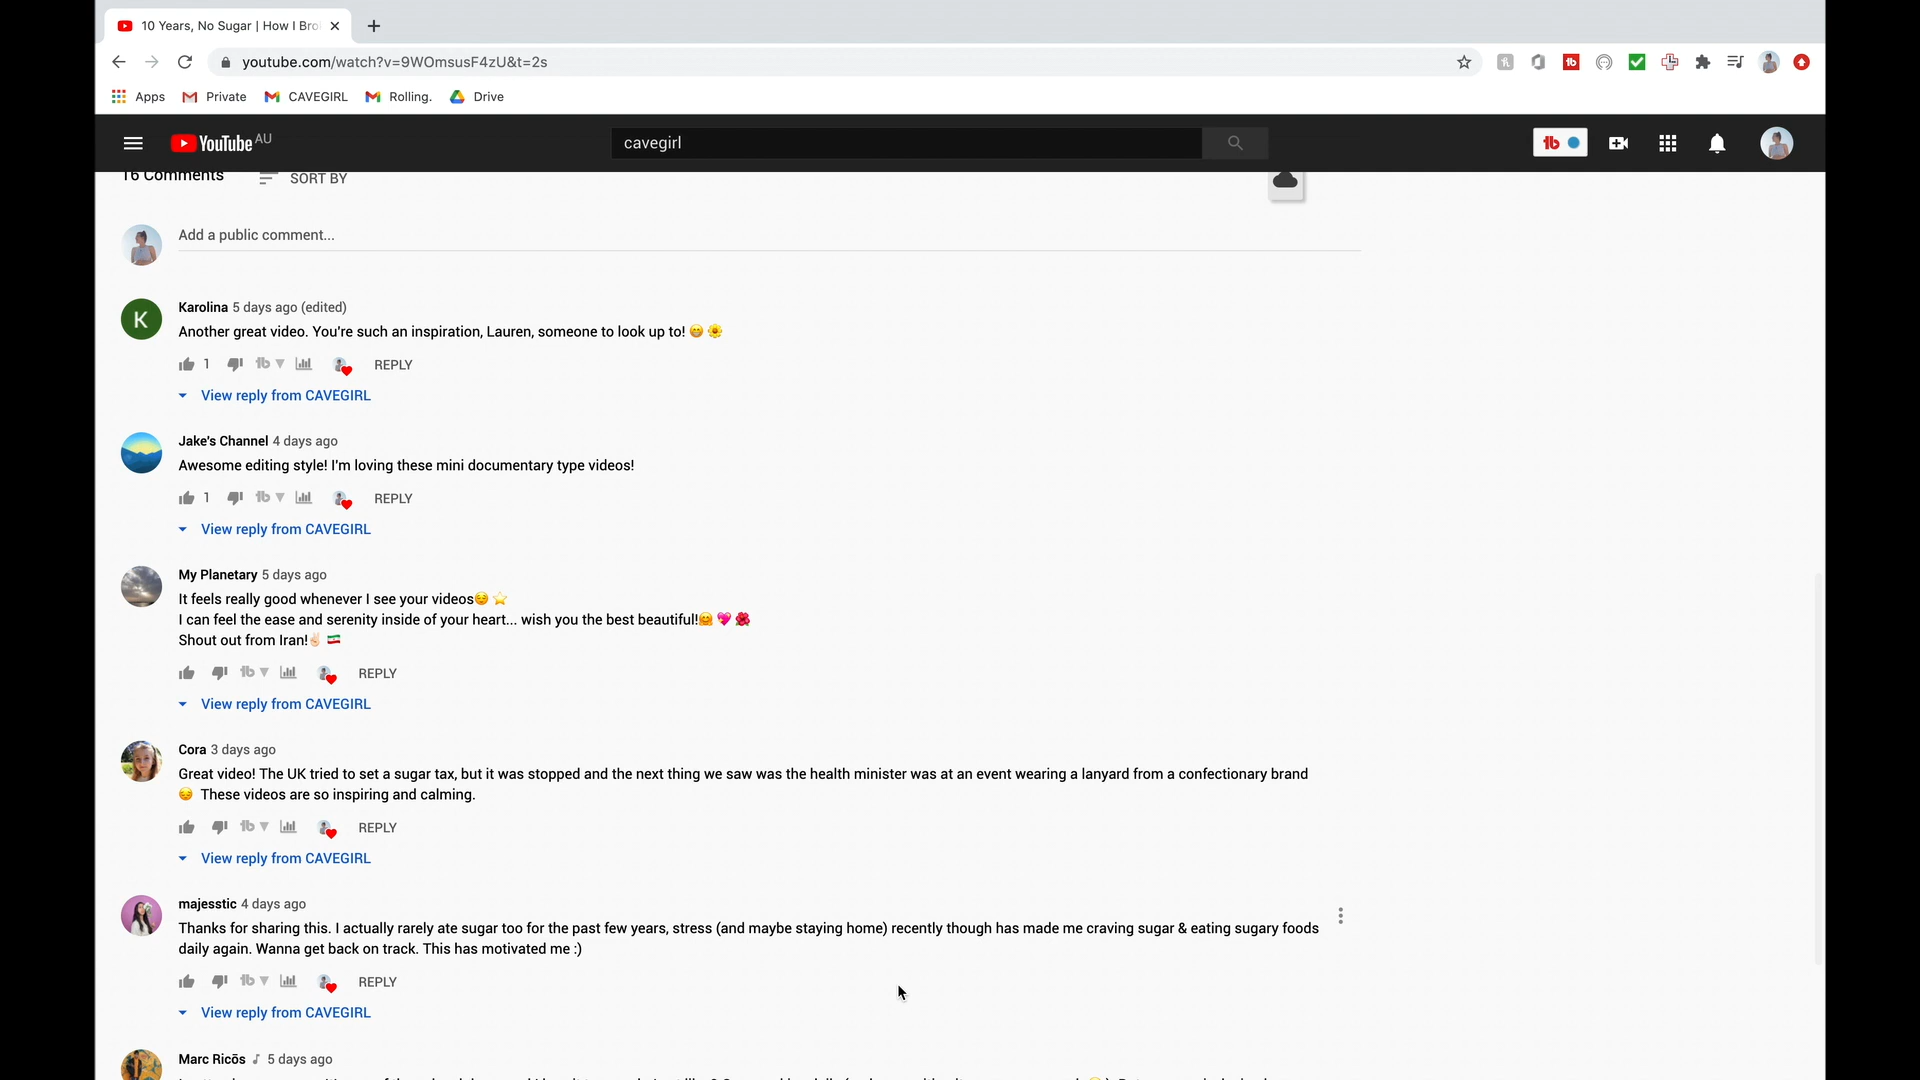 10 Years, No Sugar | How I Bro
youtube.com/watch?v=9WOmsusF4zU&t=2s
Apps Private CAVEGIRL Rolling. Drive
YouTube AU
cavegirl
16 Comments SORT BY
Add a public comment...
K
Karolina 5 days ago (edited)
Another great video. You're such an inspiration, Lauren, someone to look up to! 😁 🌼
1 REPLY
View reply from CAVEGIRL
Jake's Channel 4 days ago
Awesome editing style! I'm loving these mini documentary type videos!
1 REPLY
View reply from CAVEGIRL
My Planetary 5 days ago
It feels really good whenever I see your videos😌 ⭐
I can feel the ease and serenity inside of your heart... wish you the best beautiful!🤗 💖 🌺
Shout out from Iran!✌🏻 🇮🇷
REPLY
View reply from CAVEGIRL
Cora 3 days ago
Great video! The UK tried to set a sugar tax, but it was stopped and the next thing we saw was the health minister was at an event wearing a lanyard from a confectionary brand
😔 These videos are so inspiring and calming.
REPLY
View reply from CAVEGIRL
majesstic 4 days ago
Thanks for sharing this. I actually rarely ate sugar too for the past few years, stress (and maybe staying home) recently though has made me craving sugar & eating sugary foods
daily again. Wanna get back on track. This has motivated me :)
REPLY
View reply from CAVEGIRL
Marc Ricōs ♪ 5 days ago